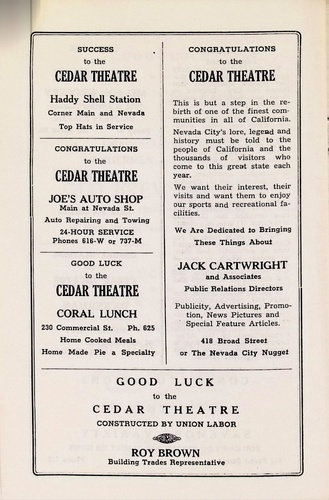 SUCCESS
to the
CEDAR THEATRE
Haddy Shell Station
Corner Main and Nevada
Top Hats in Service
CONGRATULATIONS
to the
CEDAR THEATRE
JOE'S AUTO SHOP
Main at Nevada St.
Auto Repairing and Towing
24-HOUR SERVICE
Phones 616-W or 737-M
GOOD LUCK
to the
CEDAR THEATRE
CORAL LUNCH
230 Commercial St. Ph. 625
Home Cooked Meals
Home Made Pie a Specialty
CONGRATULATIONS
to the
CEDAR THEATRE
This is but a step in the re-
birth of one of the finest com-
munities in all of California.
Nevada City's lore, legend and
history must be told to the
people of California and the
thousands of visitors who
come to this great state each
year.
We want their interest, their
visits and want them to enjoy
our sports and recreational fa-
cilities.
We Are Dedicated to Bringing
These Things About
JACK CARTWRIGHT
and Associates
Public Relations Directors
Publicity, Advertising, Promo-
tion, News Pictures and
Special Feature Articles.
418 Broad Street
or The Nevada City Nugget
GOOD LUCK
to the
CEDAR THEATRE
CONSTRUCTED BY UNION LABOR
ROY BROWN
Building Trades Representative